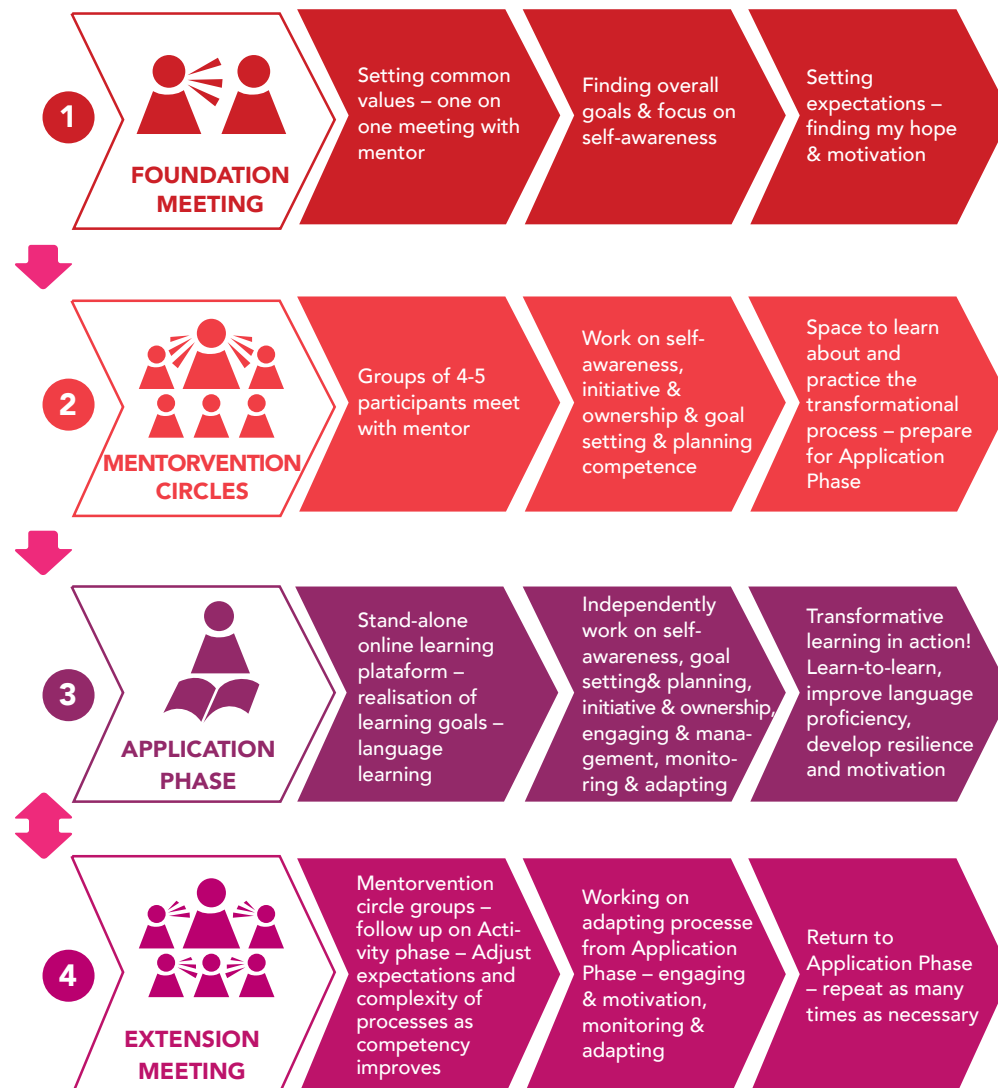 1
FOUNDATION
MEETING
Setting common
values – one on
one meeting with
mentor
Finding overall
goals & focus on
self-awareness
Setting
expectations –
finding my hope
& motivation
2
MENTORVENTION
CIRCLES
Groups of 4-5
participants meet
with mentor
Work on self-
awareness,
initiative &
ownership & goal
setting & planning
competence
Space to learn
about and
practice the
transformational
process – prepare
for Application
Phase
3
APPLICATION
PHASE
Stand-alone
online learning
plataform –
realisation of
learning goals –
language
learning
Independently
work on self-
awareness, goal
setting& planning,
initiative & ownership,
engaging & mana-
gement, monito-
ring & adapting
Transformative
learning in action!
Learn-to-learn,
improve language
proficiency,
develop resilience
and motivation
4
EXTENSION
MEETING
Mentorvention
circle groups –
follow up on Acti-
vity phase – Adjust
expectations and
complexity of
processes as
competency
improves
Working on
adapting processe
from Application
Phase – engaging
& motivation,
monitoring &
adapting
Return to
Application Phase
– repeat as many
times as necessary